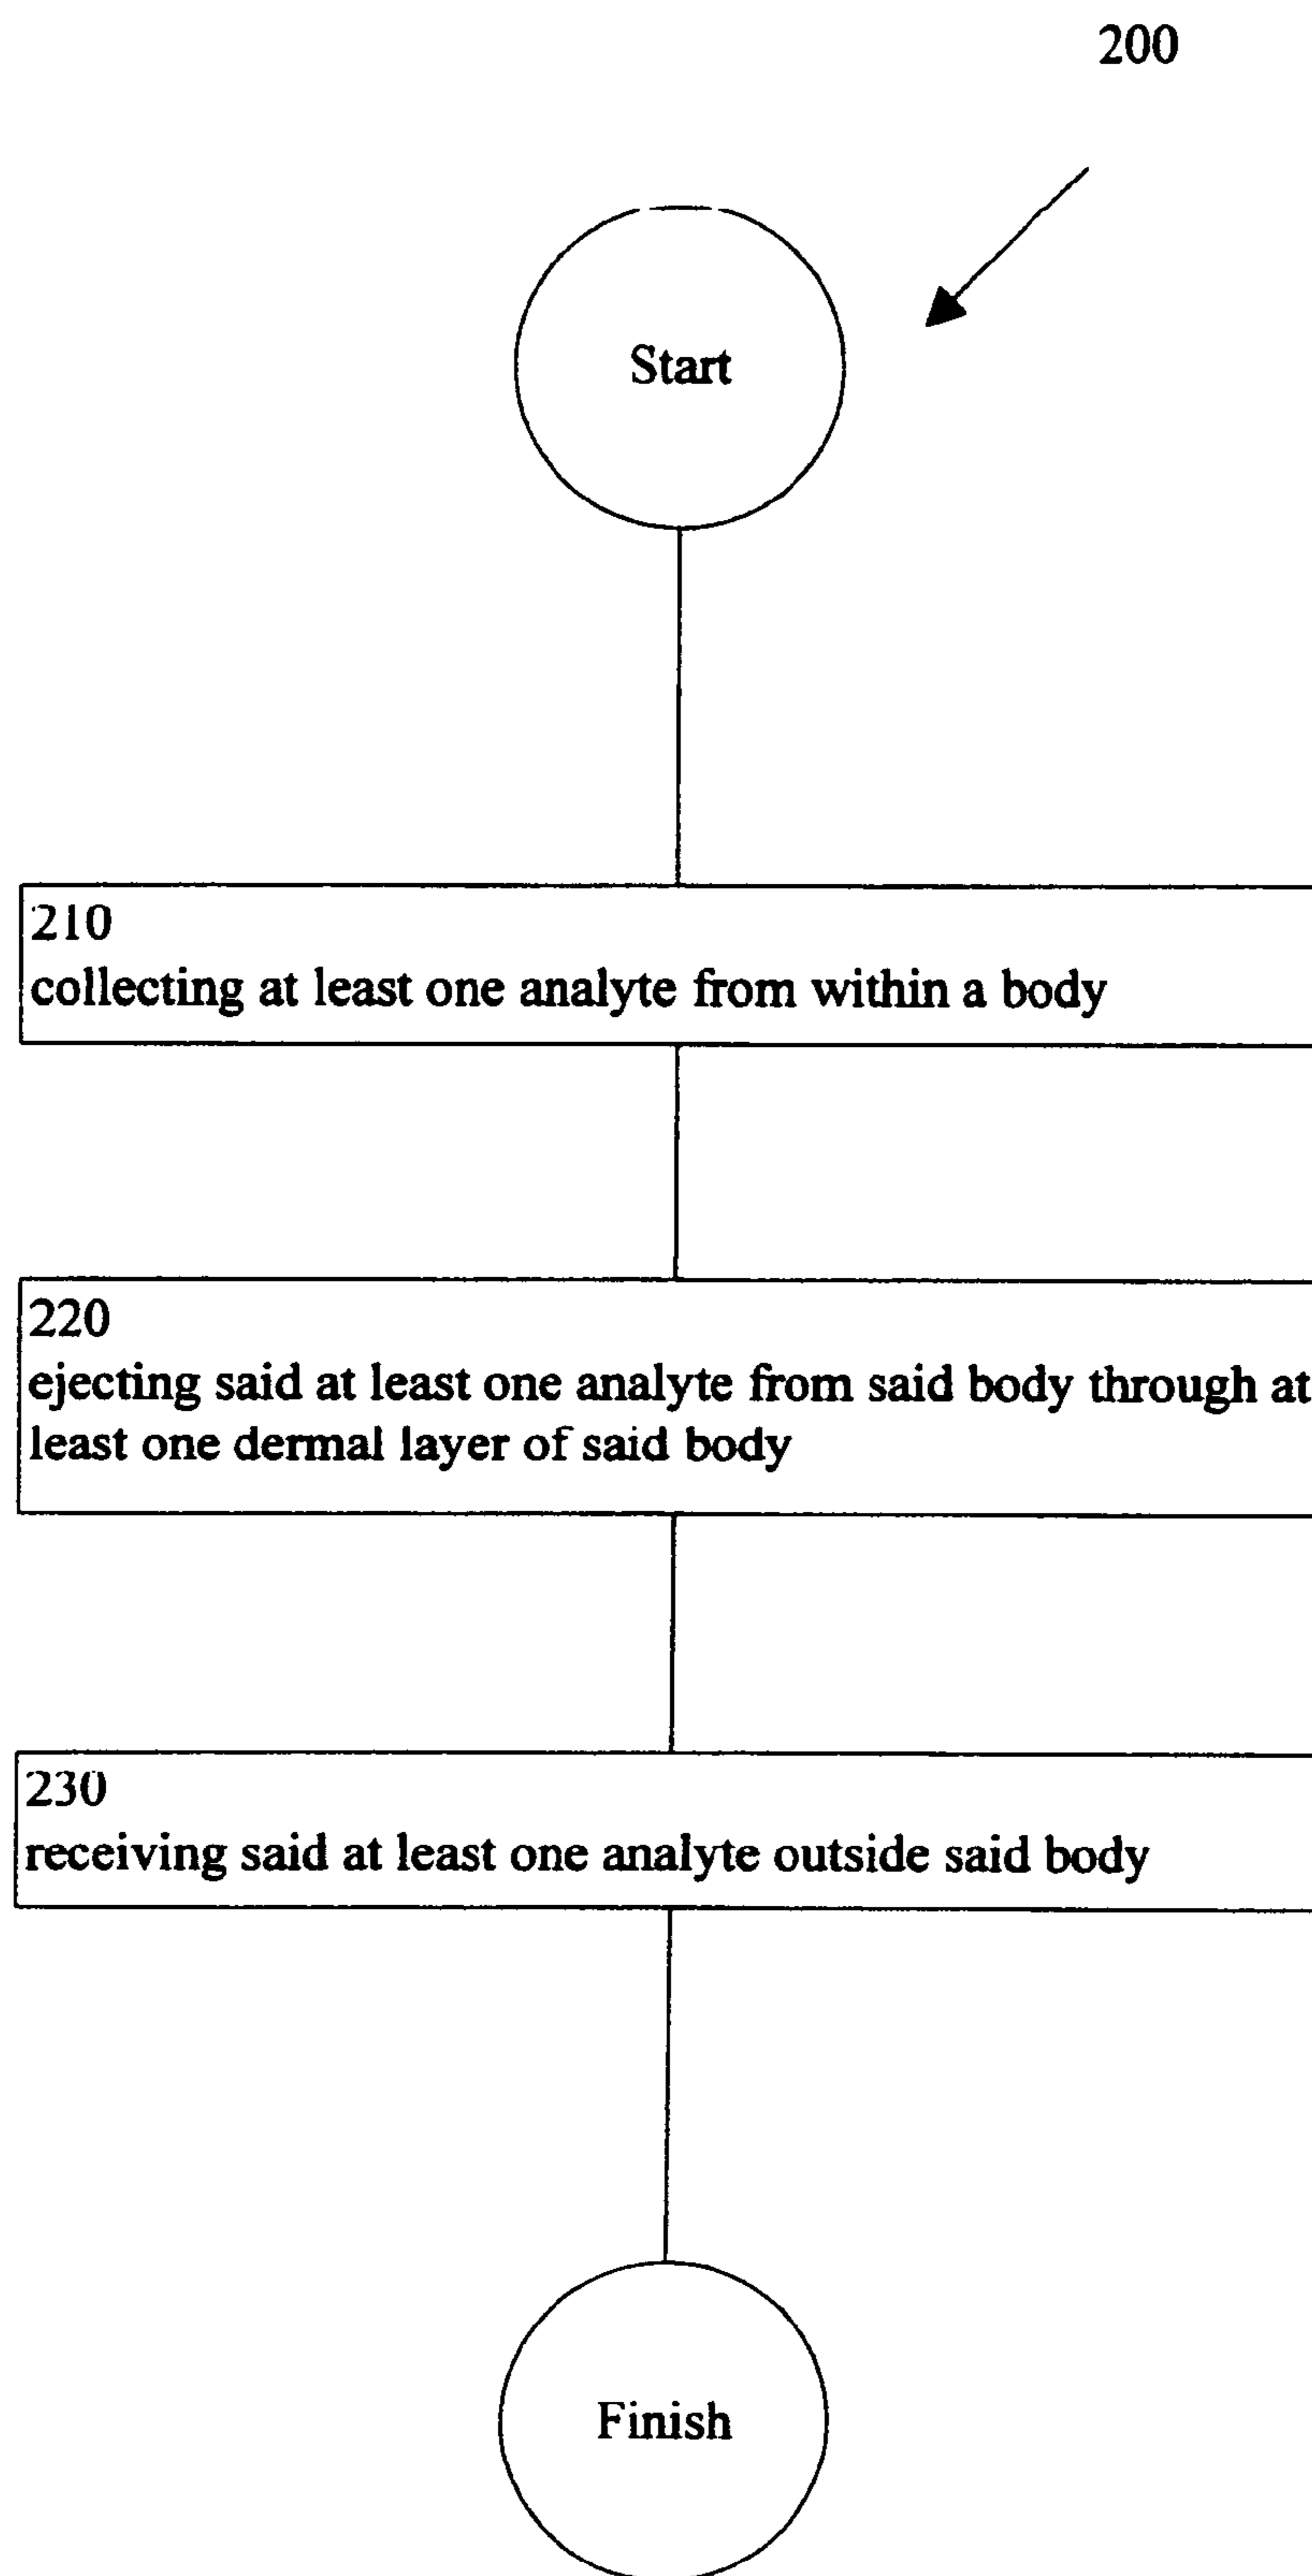 200
Start
210
collecting at least one analyte from within a body
220
ejecting said at least one analyte from said body through at
least one dermal layer of said body
230
receiving said at least one analyte outside said body
Finish